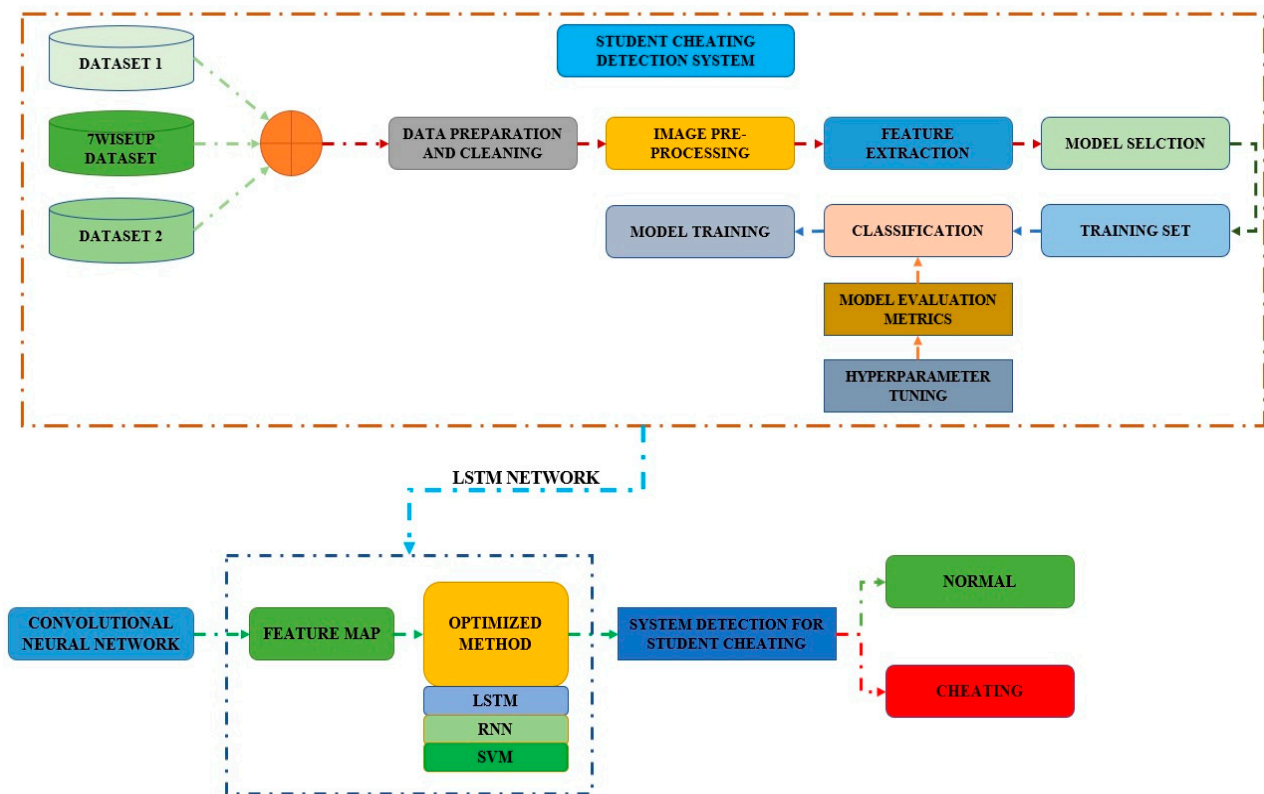 STUDENT CHEATING
DETECTION SYSTEM
DATASET 1
7WISEUP
DATASET
DATASET 2
DATA PREPARATION
AND CLEANING
IMAGE PRE-
PROCESSING
FEATURE
EXTRACTION
MODEL SELCTION
MODEL TRAINING
CLASSIFICATION
TRAINING SET
MODEL EVALUATION
METRICS
HYPERPARAMETER
TUNING
LSTM NETWORK
CONVOLUTIONAL
NEURAL NETWORK
FEATURE MAP
OPTIMIZED
METHOD
LSTM
RNN
SVM
SYSTEM DETECTION FOR
STUDENT CHEATING
NORMAL
CHEATING